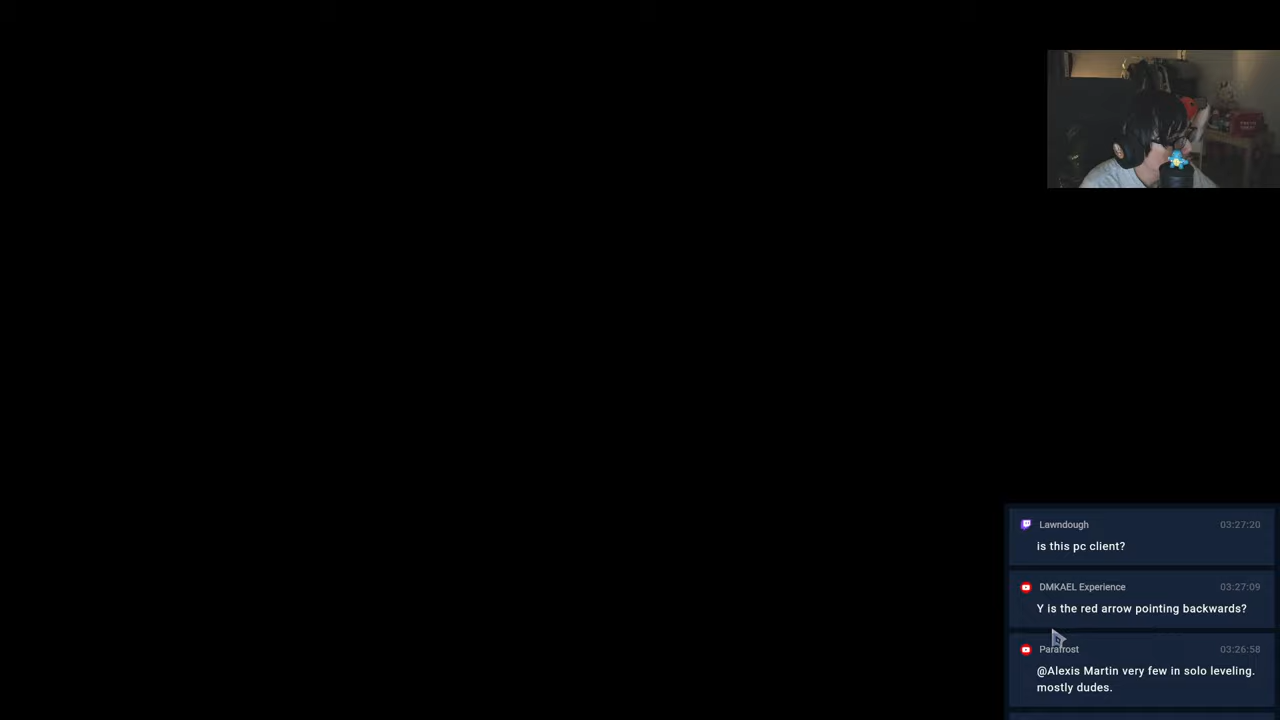 Lawndough 03:27:20
is this pc client?
DMKAEL Experience 03:27:09
Y is the red arrow pointing backwards?
Parafrost 03:26:58
@Alexis Martin very few in solo leveling.
mostly dudes.